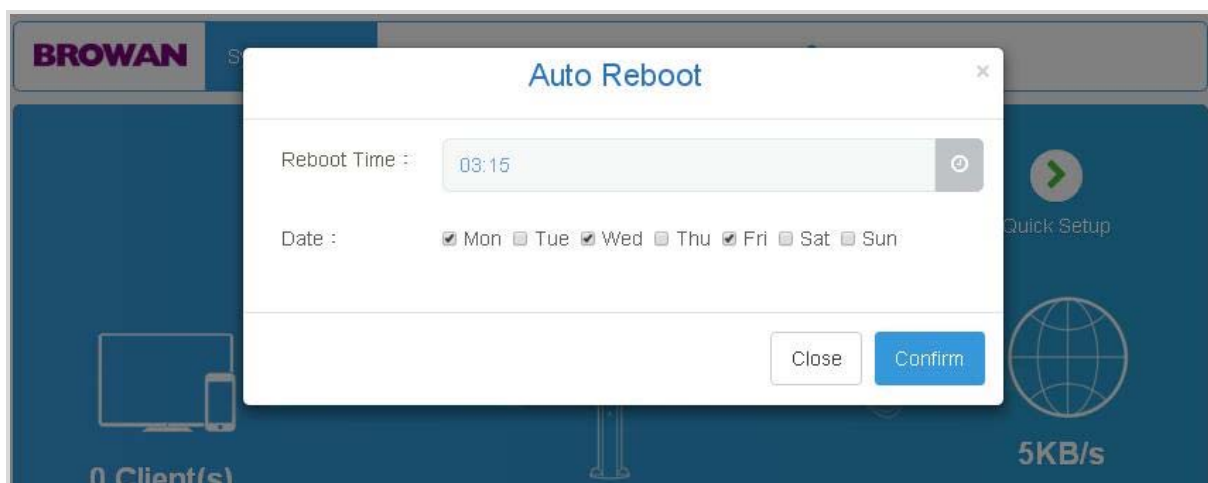 BROWAN
Auto Reboot
×
Reboot Time :
03:15
Date :
Mon Tue Wed Thu Fri Sat Sun
Quick Setup
Close Confirm
0 Client(s)
5KB/s